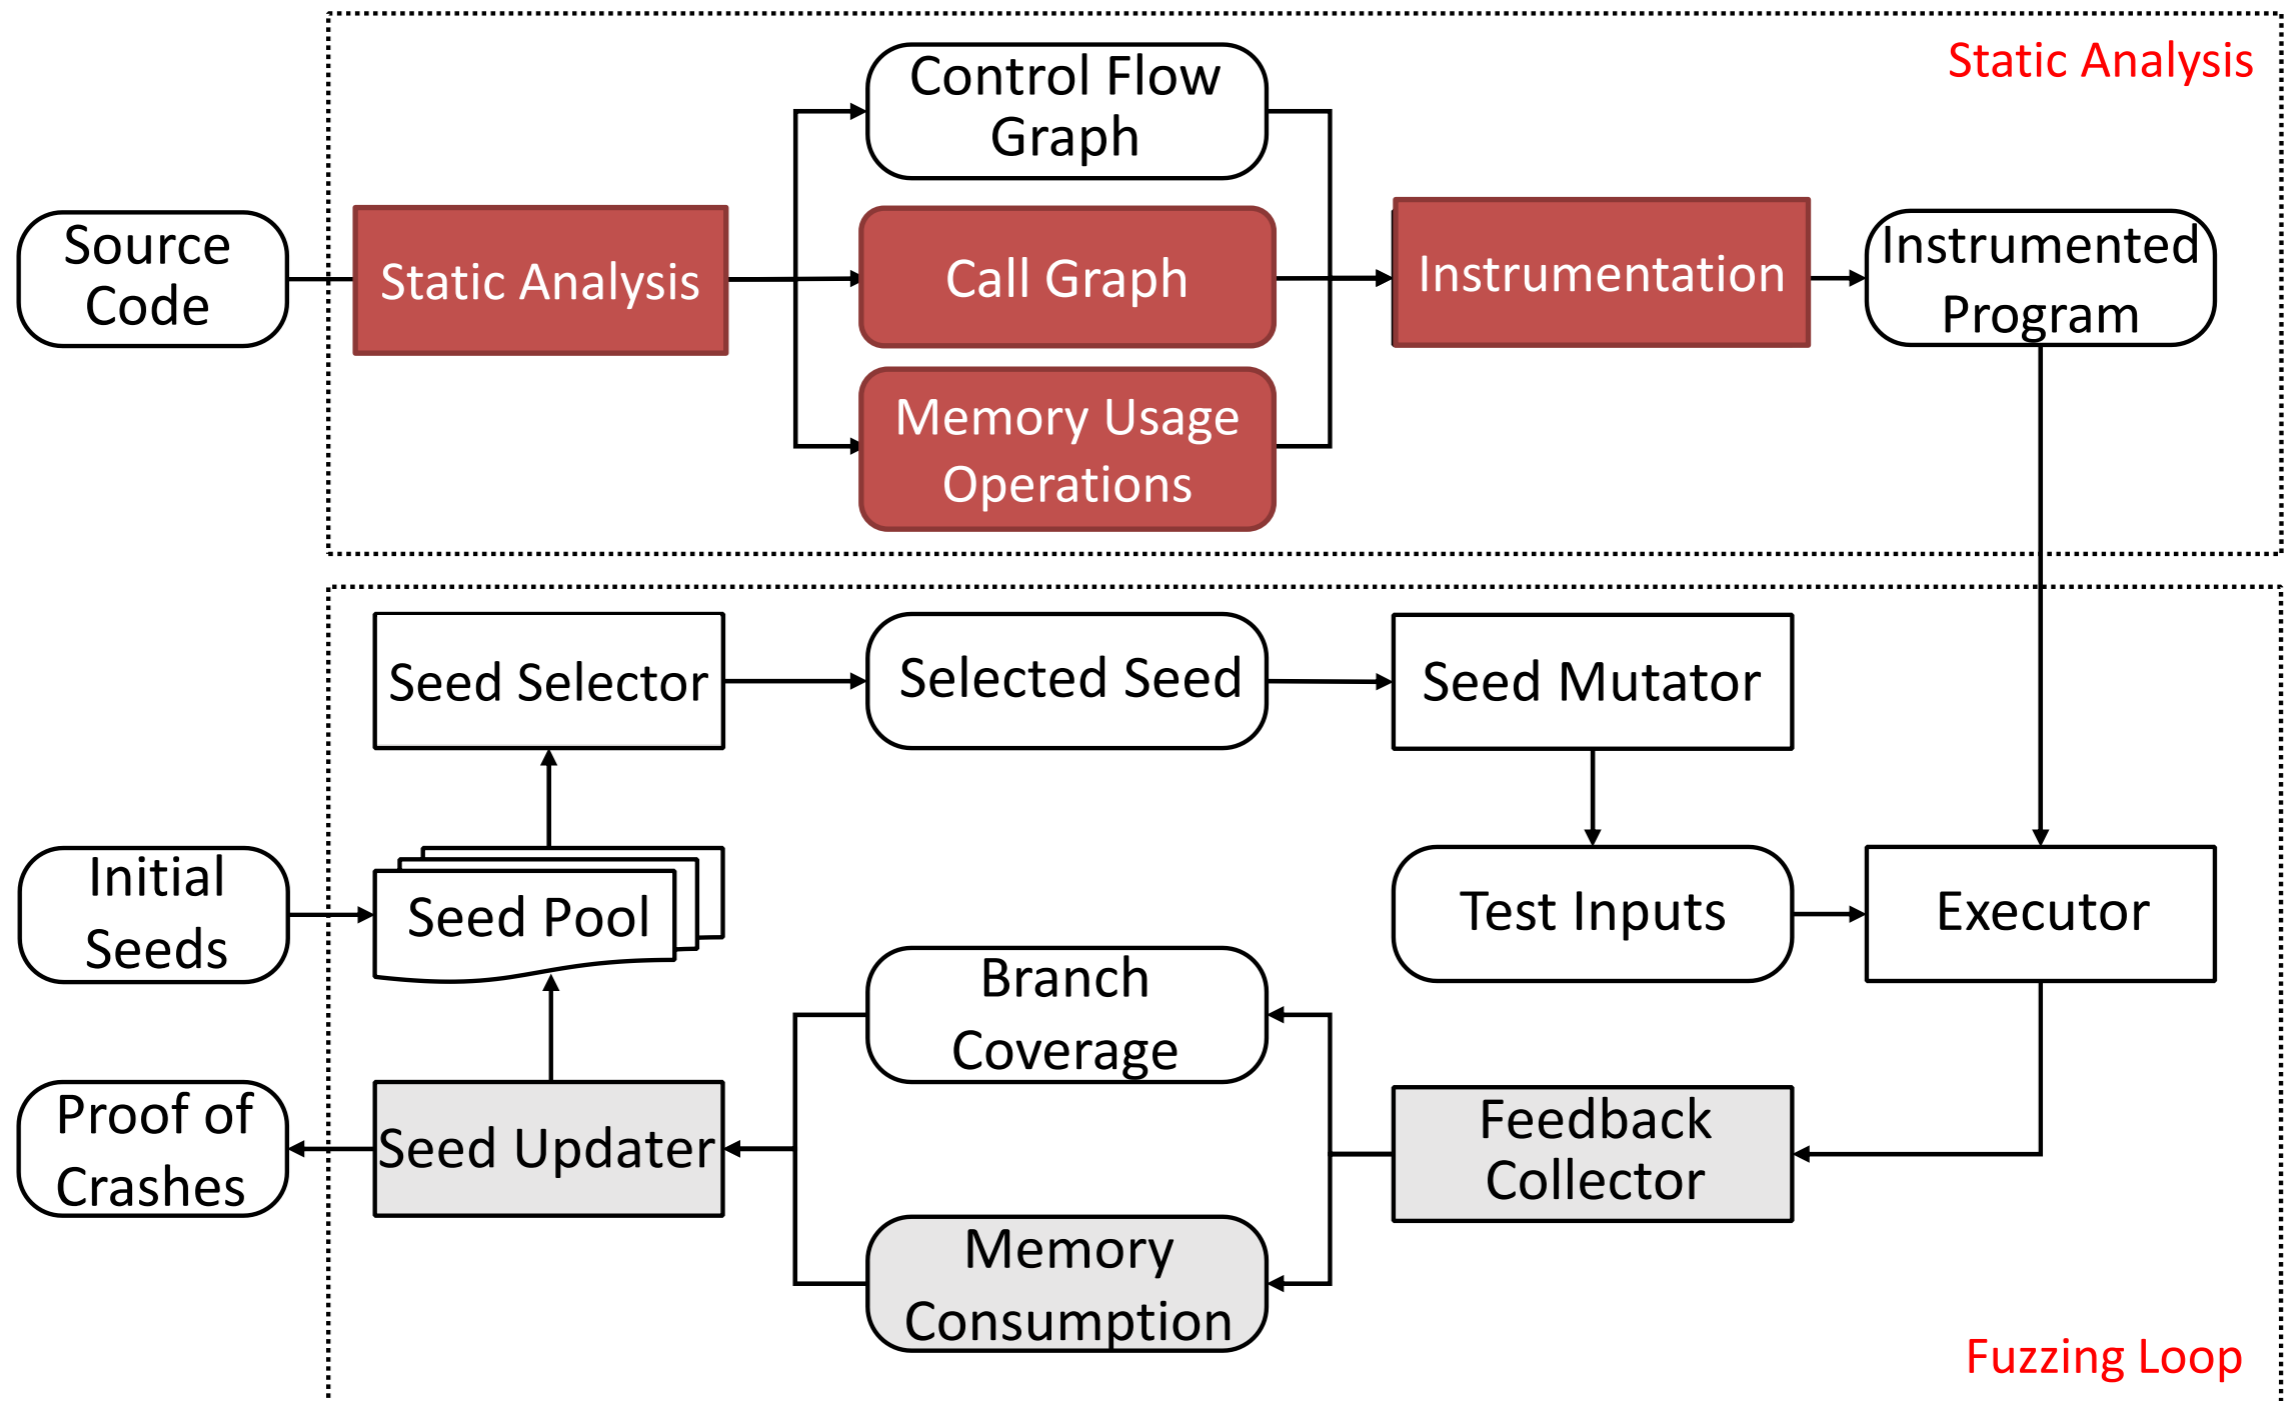 Static Analysis
Control Flow
Graph
Source
Code
Static Analysis
Call Graph
Instrumentation
Instrumented
Program
Memory Usage
Operations
Seed Selector
Selected Seed
Seed Mutator
Initial
Seeds
Seed Pool
Test Inputs
Executor
Branch
Coverage
Proof of
Crashes
Seed Updater
Feedback
Collector
Memory
Consumption
Fuzzing Loop